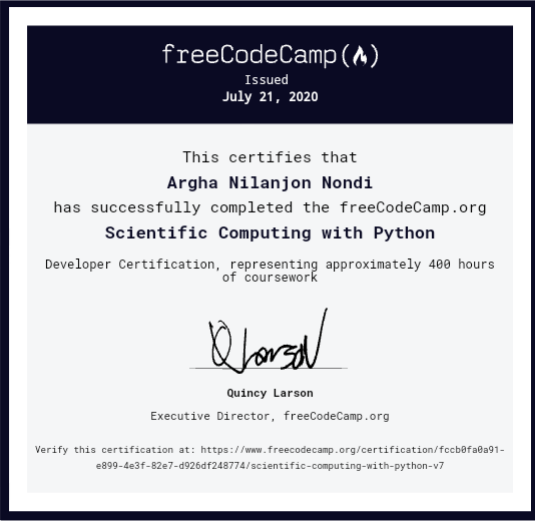 freeCodeCamp(🔥)
Issued
July 21, 2020
This certifies that
Argha Nilanjon Nondi
has successfully completed the freeCodeCamp.org
Scientific Computing with Python
Developer Certification, representing approximately 400 hours
of coursework
QLarson
Quincy Larson
Executive Director, freeCodeCamp.org
Verify this certification at: https://www.freecodecamp.org/certification/fccb0fa0a91-
e899-4e3f-82e7-d926df248774/scientific-computing-with-python-v7